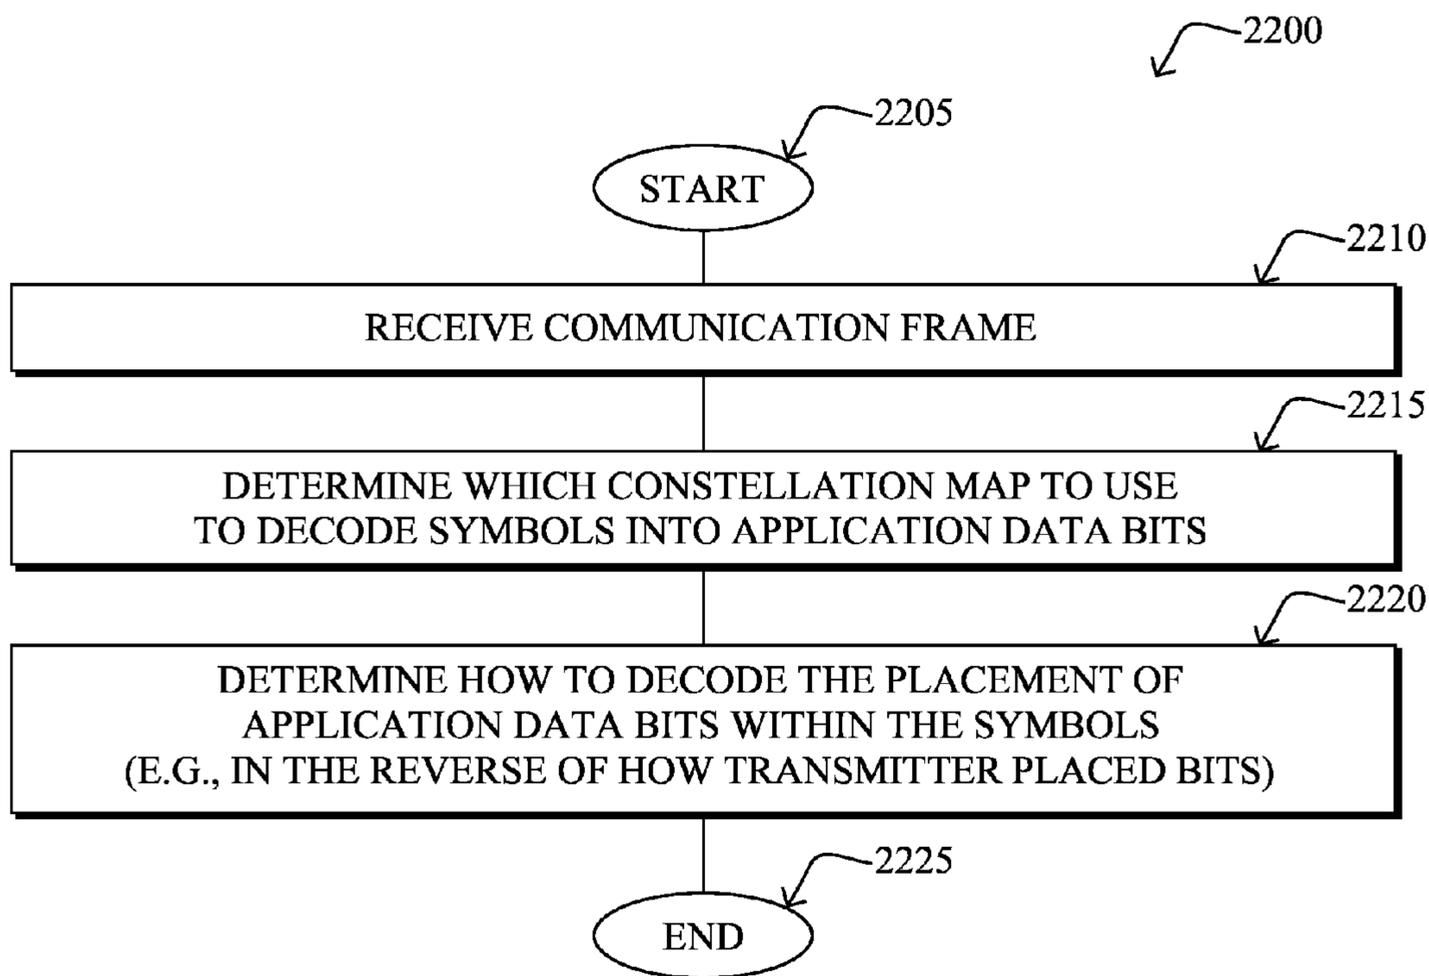 2200
2205
START
2210
RECEIVE COMMUNICATION FRAME
2215
DETERMINE WHICH CONSTELLATION MAP TO USE
TO DECODE SYMBOLS INTO APPLICATION DATA BITS
2220
DETERMINE HOW TO DECODE THE PLACEMENT OF
APPLICATION DATA BITS WITHIN THE SYMBOLS
(E.G., IN THE REVERSE OF HOW TRANSMITTER PLACED BITS)
2225
END